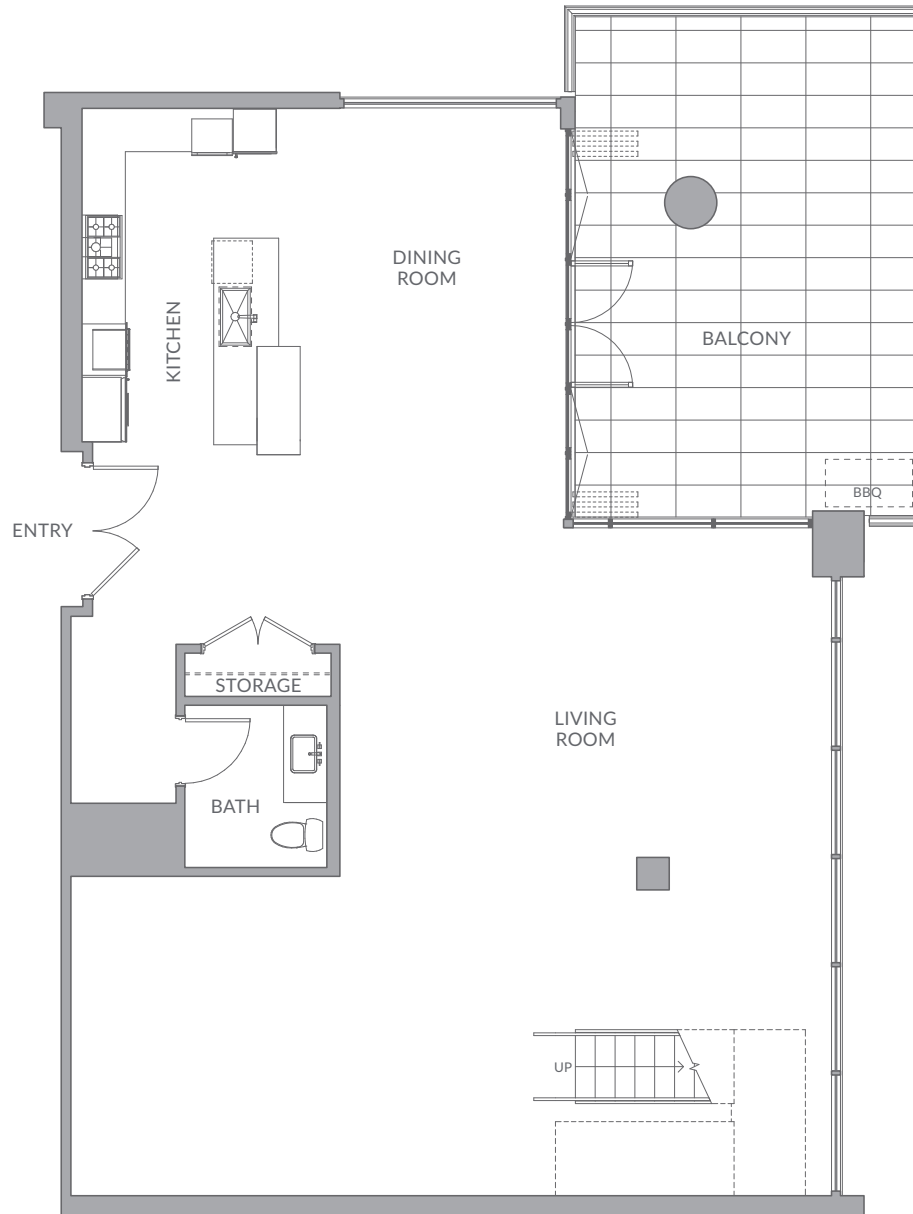 DINING
ROOM
KITCHEN
BALCONY
BBQ
ENTRY
STORAGE
LIVING
ROOM
BATH
UP